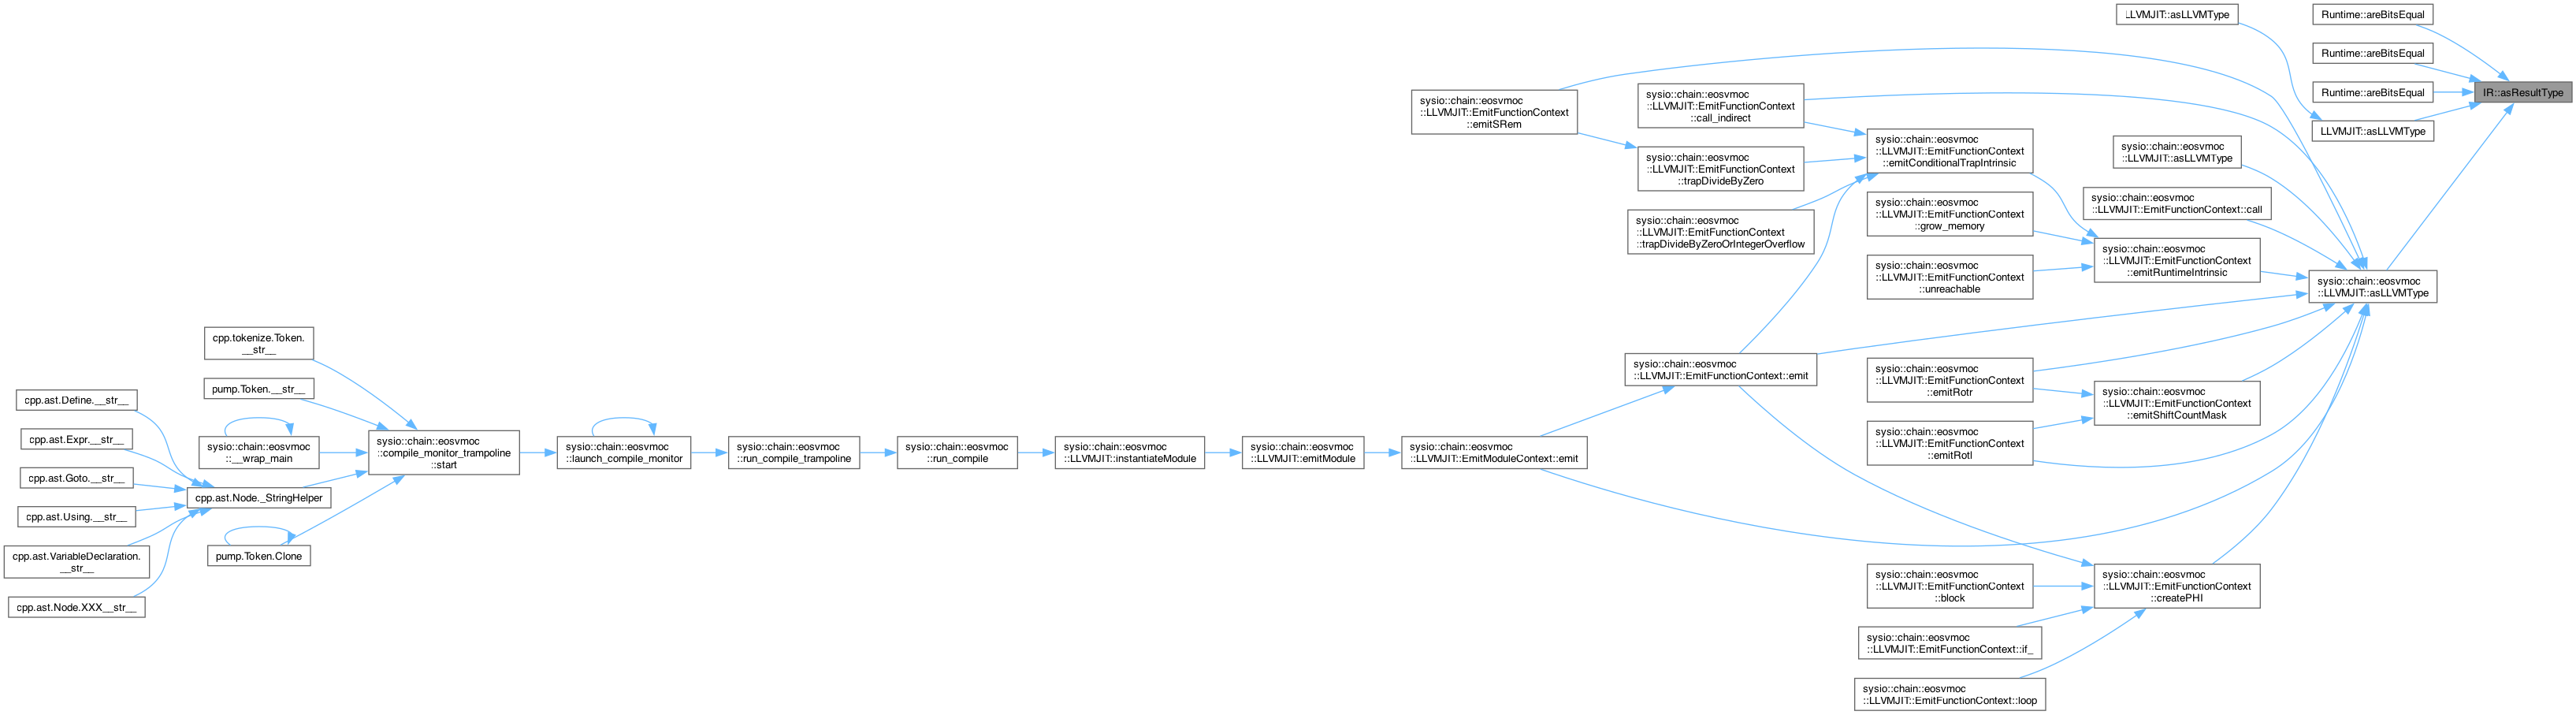 cpp.ast.Define.__str__
cpp.ast.Expr.__str__
cpp.ast.Goto.__str__
cpp.ast.Using.__str__
cpp.ast.VariableDeclaration.
__str__
cpp.ast.Node.XXX__str__
cpp.tokenize.Token.
__str__
pump.Token.__str__
sysio::chain::eosvmoc
::__wrap_main
cpp.ast.Node._StringHelper
pump.Token.Clone
sysio::chain::eosvmoc
::compile_monitor_trampoline
::start
sysio::chain::eosvmoc
::launch_compile_monitor
sysio::chain::eosvmoc
::run_compile_trampoline
sysio::chain::eosvmoc
::run_compile
sysio::chain::eosvmoc
::LLVMJIT::instantiateModule
sysio::chain::eosvmoc
::LLVMJIT::emitModule
sysio::chain::eosvmoc
::LLVMJIT::EmitModuleContext::emit
sysio::chain::eosvmoc
::LLVMJIT::EmitFunctionContext
::emitSRem
sysio::chain::eosvmoc
::LLVMJIT::EmitFunctionContext
::call_indirect
sysio::chain::eosvmoc
::LLVMJIT::EmitFunctionContext
::trapDivideByZero
sysio::chain::eosvmoc
::LLVMJIT::EmitFunctionContext
::trapDivideByZeroOrIntegerOverflow
sysio::chain::eosvmoc
::LLVMJIT::EmitFunctionContext::emit
sysio::chain::eosvmoc
::LLVMJIT::EmitFunctionContext
::emitConditionalTrapIntrinsic
sysio::chain::eosvmoc
::LLVMJIT::EmitFunctionContext
::grow_memory
sysio::chain::eosvmoc
::LLVMJIT::EmitFunctionContext
::unreachable
sysio::chain::eosvmoc
::LLVMJIT::EmitFunctionContext
::emitRotr
sysio::chain::eosvmoc
::LLVMJIT::EmitFunctionContext
::emitRotl
sysio::chain::eosvmoc
::LLVMJIT::EmitFunctionContext
::block
sysio::chain::eosvmoc
::LLVMJIT::EmitFunctionContext::if_
sysio::chain::eosvmoc
::LLVMJIT::EmitFunctionContext::loop
LLVMJIT::asLLVMType
sysio::chain::eosvmoc
::LLVMJIT::asLLVMType
sysio::chain::eosvmoc
::LLVMJIT::EmitFunctionContext::call
sysio::chain::eosvmoc
::LLVMJIT::EmitFunctionContext
::emitRuntimeIntrinsic
sysio::chain::eosvmoc
::LLVMJIT::EmitFunctionContext
::emitShiftCountMask
sysio::chain::eosvmoc
::LLVMJIT::EmitFunctionContext
::createPHI
Runtime::areBitsEqual
Runtime::areBitsEqual
Runtime::areBitsEqual
LLVMJIT::asLLVMType
sysio::chain::eosvmoc
::LLVMJIT::asLLVMType
IR::asResultType